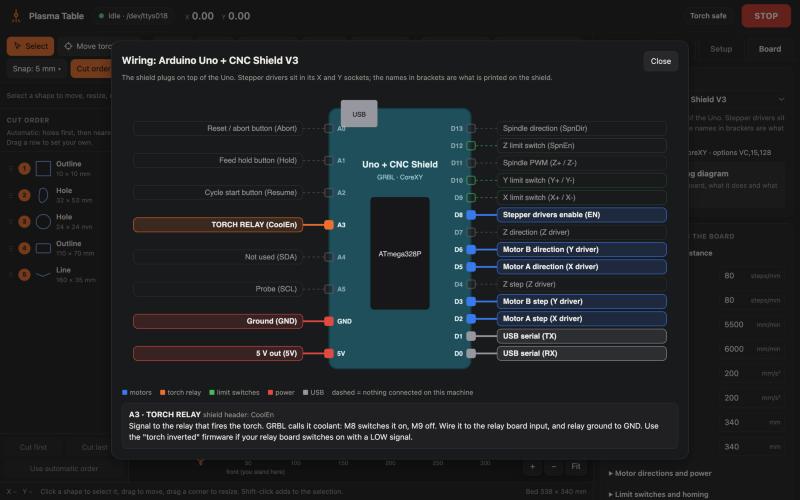 Plasma Table
Idle · /dev/ttys018
X 0.00 Y 0.00
Torch safe
STOP
Select
Move torc
Setup
Board
Snap: 5 mm
Cut order
Select a shape to move, resize,
CUT ORDER
Automatic: holes first, then neare
Drag a row to set your own.
1 Outline
10 × 10 mm
2 Hole
32 × 53 mm
3 Hole
24 × 24 mm
4 Outline
110 × 70 mm
5 Line
160 × 35 mm
Cut first
Cut last
Use automatic order
Wiring: Arduino Uno + CNC Shield V3
Close
The shield plugs on top of the Uno. Stepper drivers sit in its X and Y sockets; the names in brackets are what is printed on the shield.
USB
Reset / abort button (Abort) A0
Feed hold button (Hold) A1
Cycle start button (Resume) A2
TORCH RELAY (CoolEn) A3
Not used (SDA) A4
Probe (SCL) A5
Ground (GND) GND
5 V out (5V) 5V
Uno + CNC Shield
GRBL · CoreXY
ATmega328P
D13 Spindle direction (SpnDir)
D12 Z limit switch (SpnEn)
D11 Spindle PWM (Z+ / Z-)
D10 Y limit switch (Y+ / Y-)
D9 X limit switch (X+ / X-)
D8 Stepper drivers enable (EN)
D7 Z direction (Z driver)
D6 Motor B direction (Y driver)
D5 Motor A direction (X driver)
D4 Z step (Z driver)
D3 Motor B step (Y driver)
D2 Motor A step (X driver)
D1 USB serial (TX)
D0 USB serial (RX)
motors torch relay limit switches power USB dashed = nothing connected on this machine
A3 · TORCH RELAY shield header: CoolEn
Signal to the relay that fires the torch. GRBL calls it coolant: M8 switches it on, M9 off. Wire it to the relay board input, and relay ground to GND. Use
the "torch inverted" firmware if your relay board switches on with a LOW signal.
Shield V3
Uno. Stepper drivers sit
e names in brackets are what
oreXY · options VC,15,128
ng diagram
board, what it does and what
THE BOARD
stance
80 steps/mm
80 steps/mm
5500 mm/min
6000 mm/min
200 mm/s²
200 mm/s²
340 mm
340 mm
Motor directions and power
Limit switches and homing
50 100 150 200 250 300
front (you stand here)
+ − Fit
X – Y – Click a shape to select it, drag to move, drag a corner to resize. Shift-click adds to the selection.
Bed 338 × 340 mm